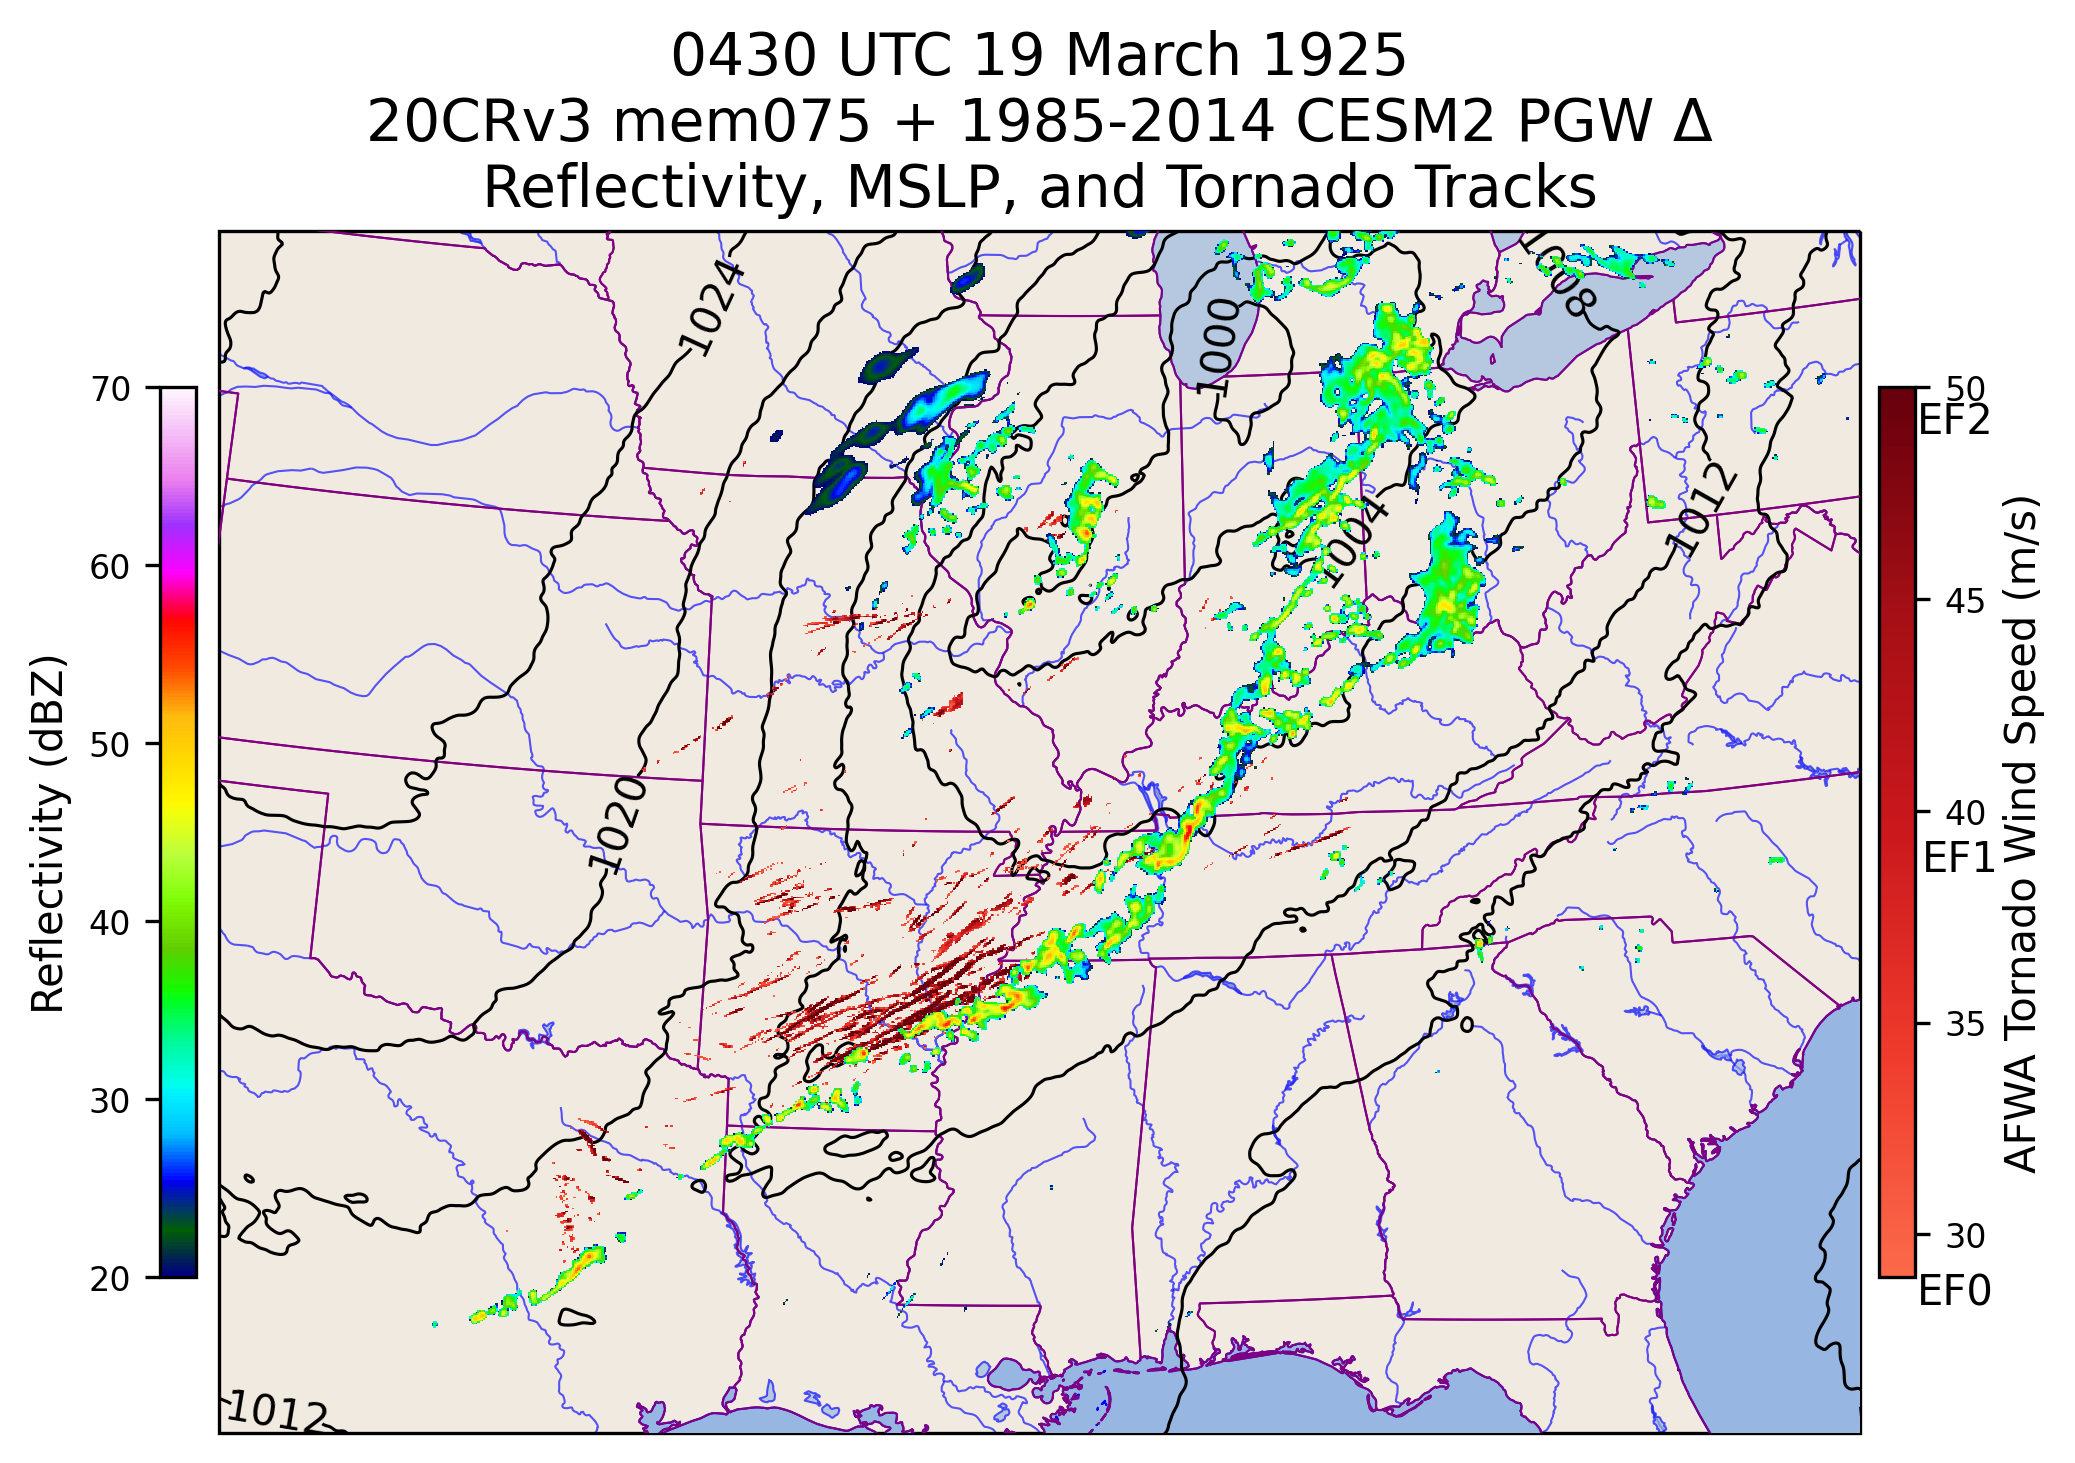 0430 UTC 19 March 1925
20CRv3 mem075 + 1985-2014 CESM2 PGW Δ
Reflectivity, MSLP, and Tornado Tracks
Reflectivity (dBZ)
70
60
50
40
30
20
1024
1000
1008
1012
1004
1020
1012
50
EF2
45
40
EF1
35
30
EF0
AFWA Tornado Wind Speed (m/s)